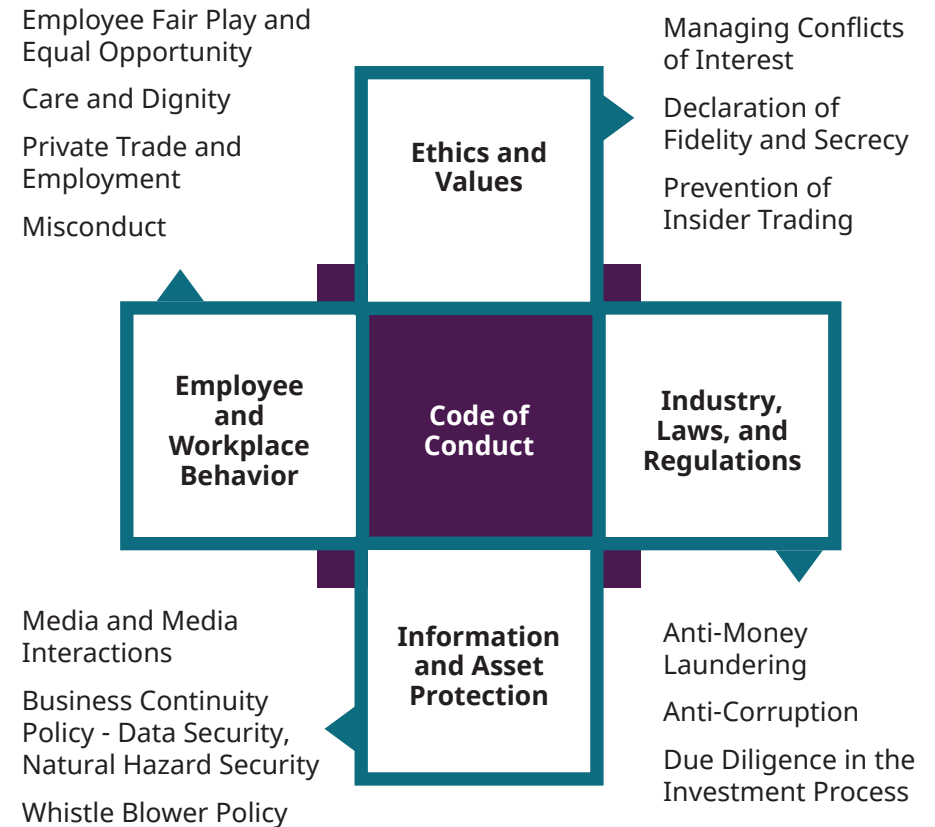 Employee Fair Play and
Equal Opportunity
Care and Dignity
Private Trade and
Employment
Misconduct
Managing Conflicts
of Interest
Declaration of
Fidelity and Secrecy
Prevention of
Insider Trading
Ethics and
Values
Employee
and
Workplace
Behavior
Code of
Conduct
Industry,
Laws, and
Regulations
Information
and Asset
Protection
Media and Media
Interactions
Business Continuity
Policy - Data Security,
Natural Hazard Security
Whistle Blower Policy
Anti-Money
Laundering
Anti-Corruption
Due Diligence in the
Investment Process